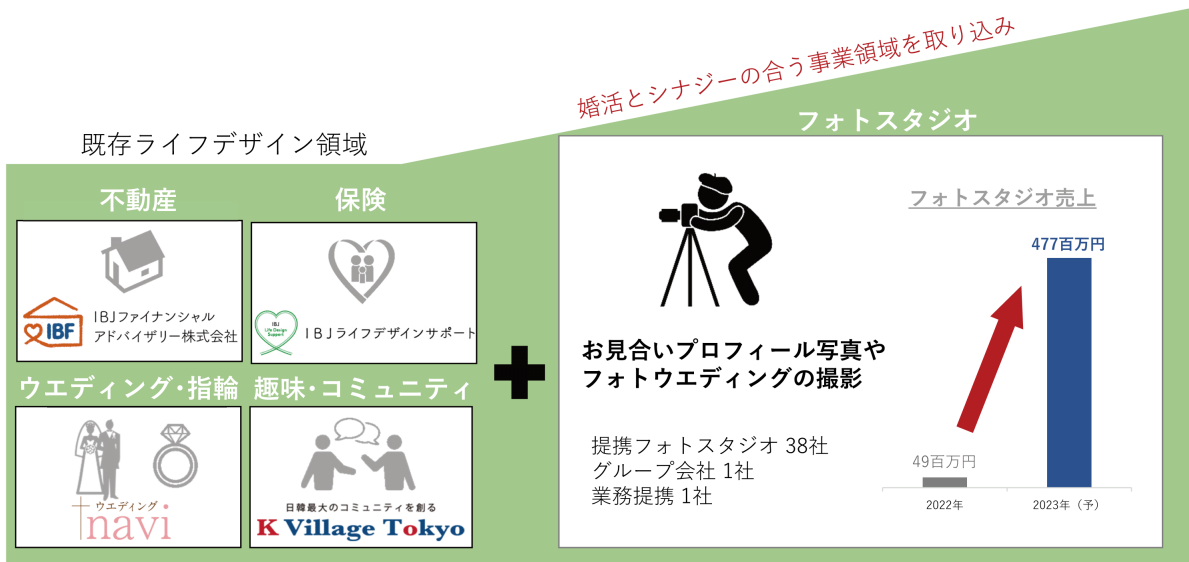 婚活とシナジーの合う事業領域を取り込み
既存ライフデザイン領域
不動産
IBF
IBJファイナンシャル
アドバイザリー株式会社
保険
IBJ
Life Design
Support
IBJライフデザインサポート
ウエディング・指輪
ウエディング
navi
趣味・コミュニティ
日韓最大のコミュニティを創る
K Village Tokyo
フォトスタジオ
お見合いプロフィール写真や
フォトウエディングの撮影
提携フォトスタジオ 38社
グループ会社 1社
業務提携 1社
フォトスタジオ売上
477百万円
49百万円
2022年
2023年（予）